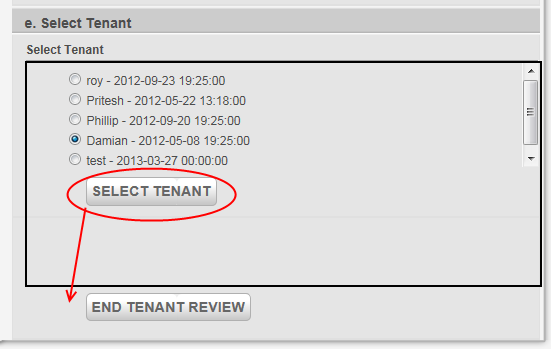 e. Select Tenant
Select Tenant
roy - 2012-09-23 19:25:00
Pritesh - 2012-05-22 13:18:00
Phillip - 2012-09-20 19:25:00
Damian - 2012-05-08 19:25:00
test - 2013-03-27 00:00:00
SELECT TENANT
END TENANT REVIEW